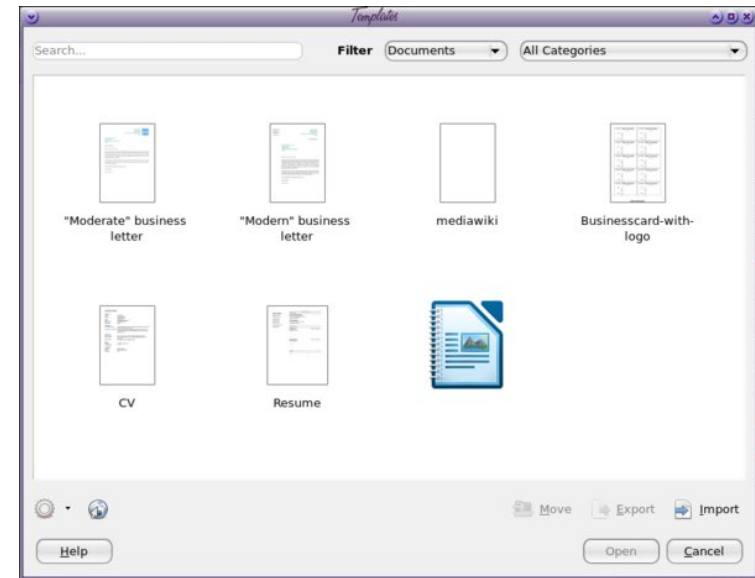 Templates
Search...
Filter
Documents
All Categories
"Moderate" business
letter
"Modern" business
letter
mediawiki
Businesscard-with-
logo
CV
Resume
Move
Export
Import
Help
Open
Cancel